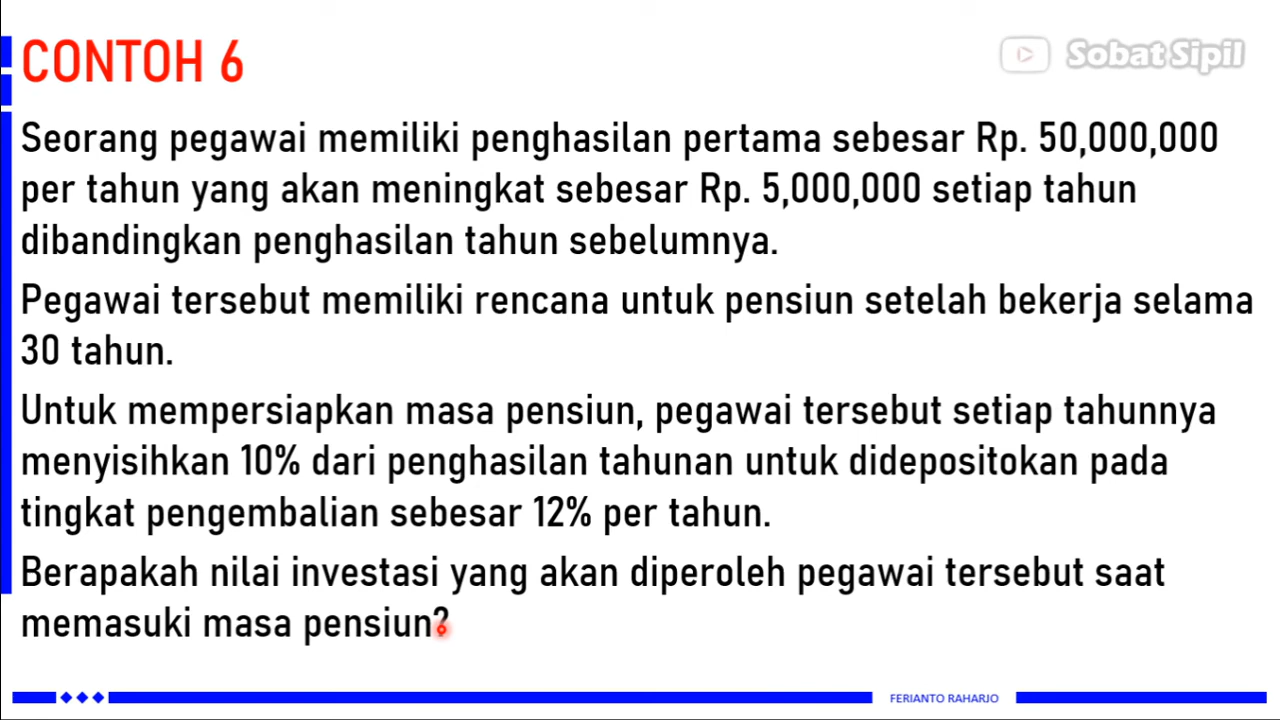 CONTOH 6
Sobat Sipil
Seorang pegawai memiliki penghasilan pertama sebesar Rp. 50,000,000
per tahun yang akan meningkat sebesar Rp. 5,000,000 setiap tahun
dibandingkan penghasilan tahun sebelumnya.
Pegawai tersebut memiliki rencana untuk pensiun setelah bekerja selama
30 tahun.
Untuk mempersiapkan masa pensiun, pegawai tersebut setiap tahunnya
menyisihkan 10% dari penghasilan tahunan untuk didepositokan pada
tingkat pengembalian sebesar 12% per tahun.
Berapakah nilai investasi yang akan diperoleh pegawai tersebut saat
memasuki masa pensiun?
FERIANTO RAHARJO